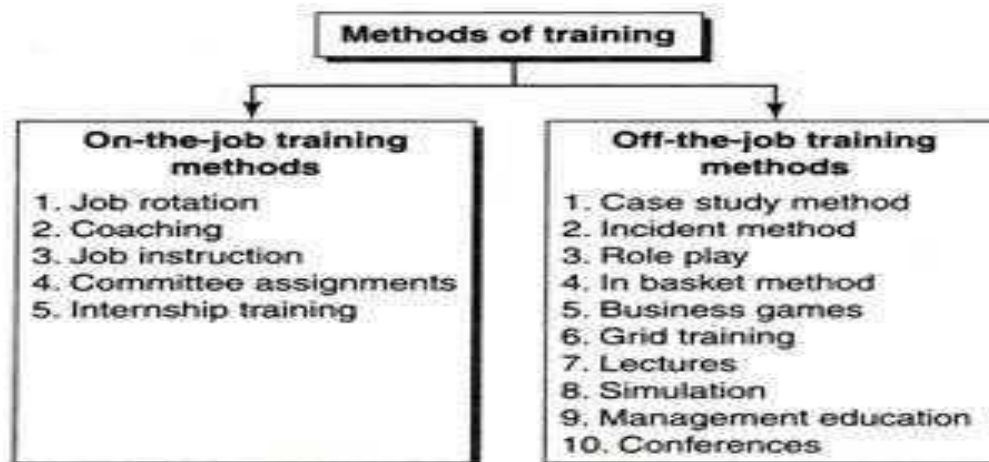 Methods of training
On-the-job training
methods
1. Job rotation
2. Coaching
3. Job instruction
4. Committee assignments
5. Internship training
Off-the-job training
methods
1. Case study method
2. Incident method
3. Role play
4. In basket method
5. Business games
6. Grid training
7. Lectures
8. Simulation
9. Management education
10. Conferences